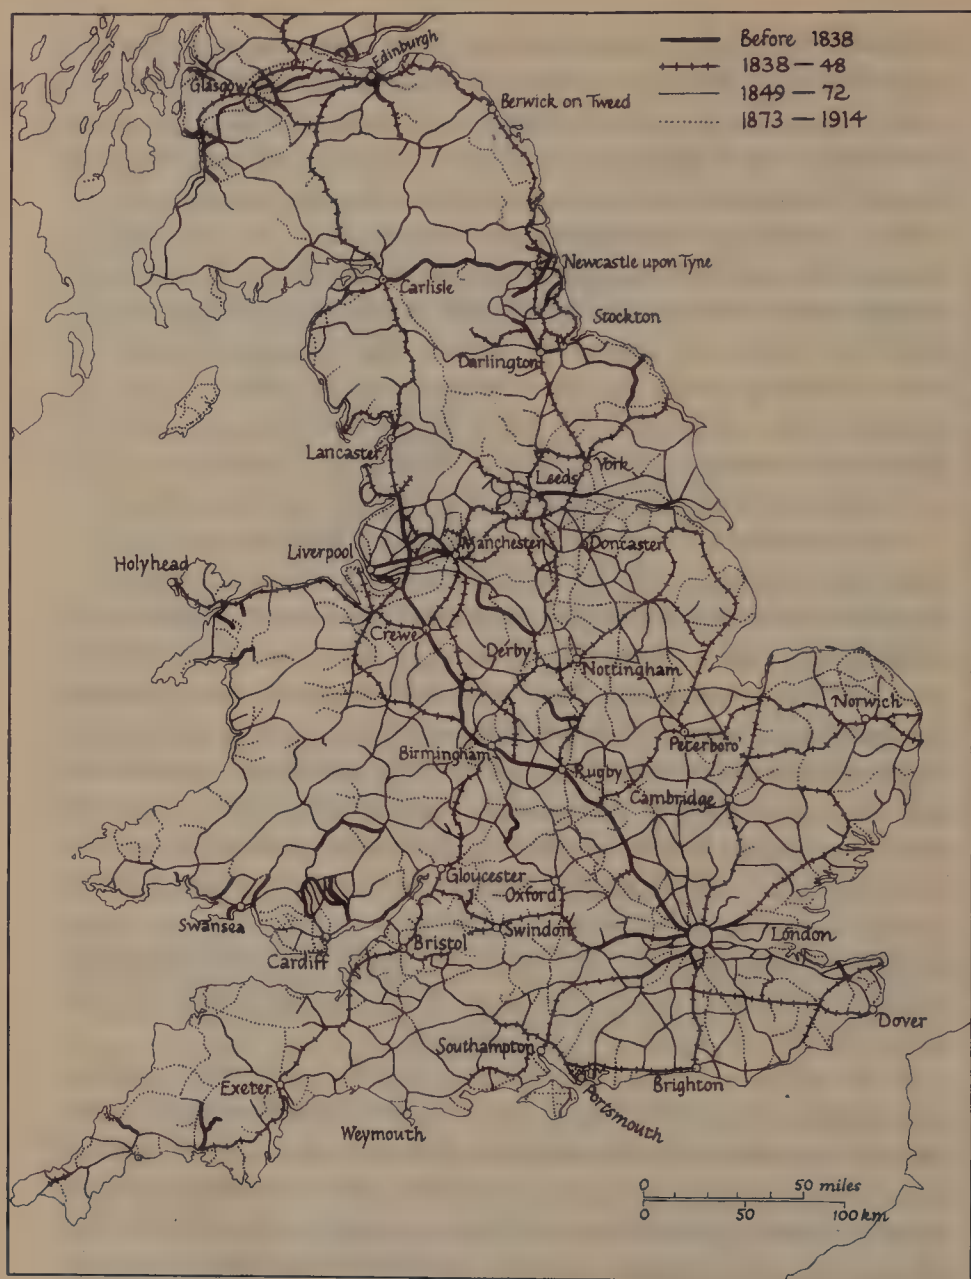 Before 1838
1838 — 48
1849 — 72
1873 — 1914
Edinburgh
Glasgow
Berwick on Tweed
Newcastle upon Tyne
Carlisle
Stockton
Darlington
Lancaster
York
Leeds
Manchester
Doncaster
Liverpool
Holyhead
Crewe
Derby
Nottingham
Norwich
Peterboro'
Birmingham
Rugby
Cambridge
Gloucester
Oxford
Swansea
Swindon
London
Bristol
Cardiff
Dover
Southampton
Exeter
Brighton
Portsmouth
Weymouth
0 50 miles
0 50 100 km